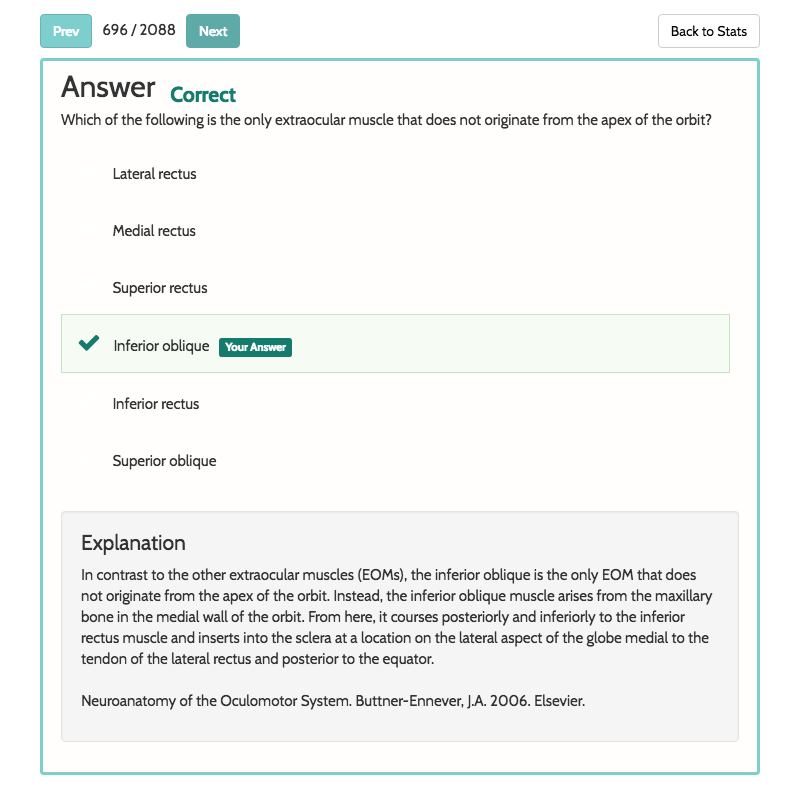 Prev 696 / 2088 Next Back to Stats
Answer Correct
Which of the following is the only extraocular muscle that does not originate from the apex of the orbit?
Lateral rectus
Medial rectus
Superior rectus
Inferior oblique Your Answer
Inferior rectus
Superior oblique
Explanation
In contrast to the other extraocular muscles (EOMs), the inferior oblique is the only EOM that does
not originate from the apex of the orbit. Instead, the inferior oblique muscle arises from the maxillary
bone in the medial wall of the orbit. From here, it courses posteriorly and inferiorly to the inferior
rectus muscle and inserts into the sclera at a location on the lateral aspect of the globe medial to the
tendon of the lateral rectus and posterior to the equator.
Neuroanatomy of the Oculomotor System. Buttner-Ennever, J.A. 2006. Elsevier.